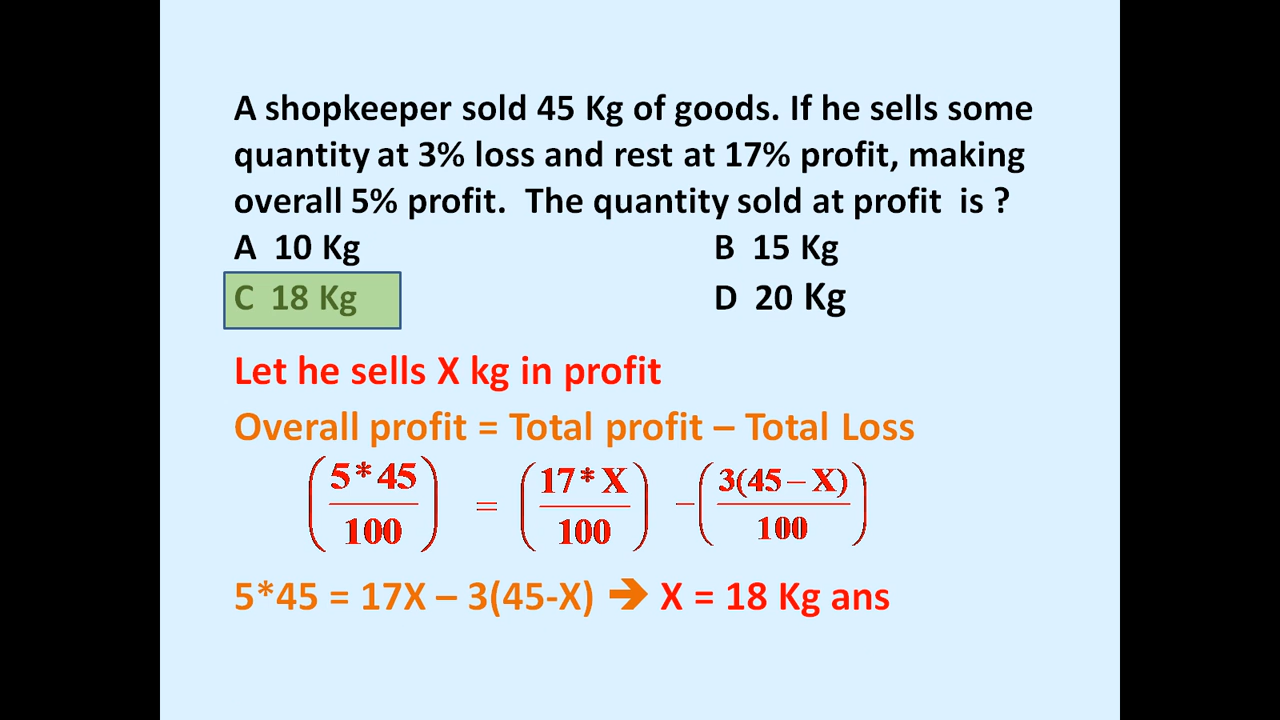 A shopkeeper sold 45 Kg of goods. If he sells some
quantity at 3% loss and rest at 17% profit, making
overall 5% profit. The quantity sold at profit is ?
A 10 Kg B 15 Kg
C 18 Kg D 20 Kg
Let he sells X kg in profit
Overall profit = Total profit – Total Loss
(5*45/100) = (17*X/100) – (3(45–X)/100)
5*45 = 17X – 3(45-X) ➔ X = 18 Kg ans